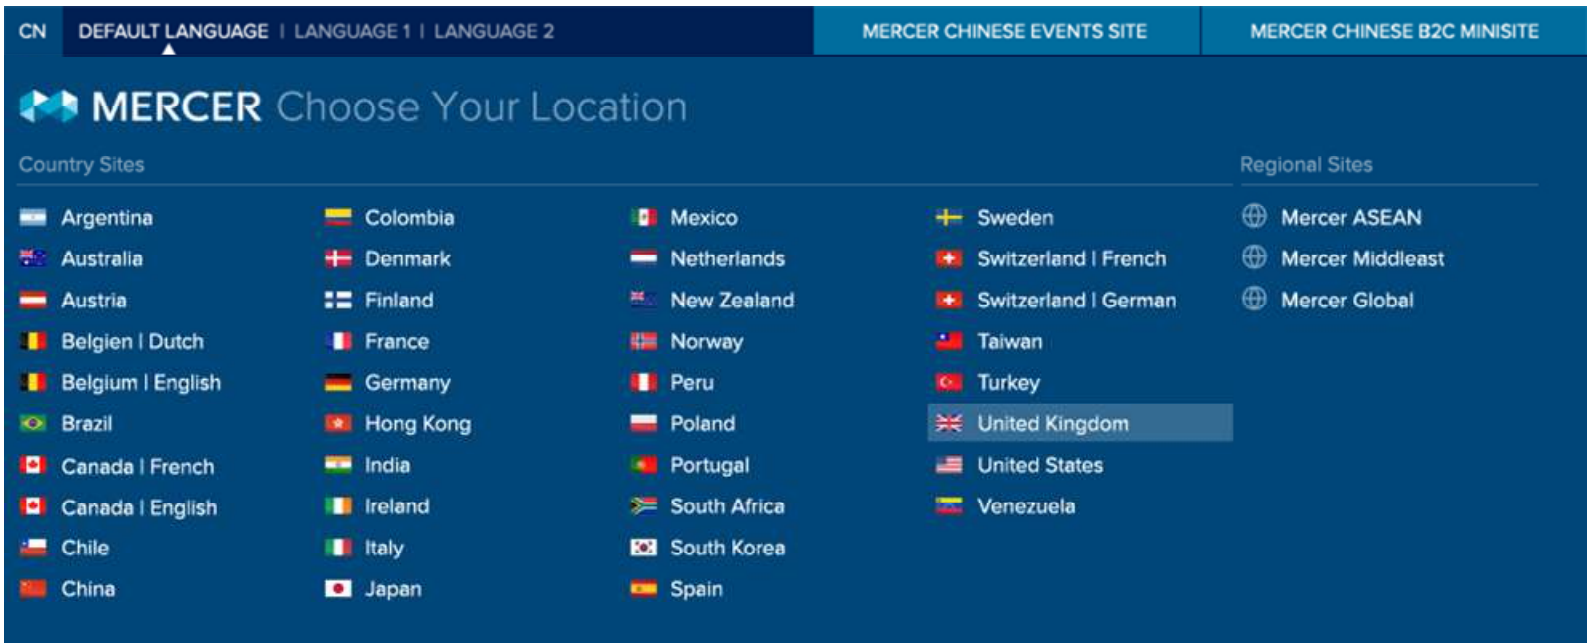 CN DEFAULT LANGUAGE | LANGUAGE 1 | LANGUAGE 2 MERCER CHINESE EVENTS SITE MERCER CHINESE B2C MINISITE
MERCER Choose Your Location
Country Sites
Argentina
Australia
Austria
Belgien | Dutch
Belgium | English
Brazil
Canada | French
Canada | English
Chile
China
Colombia
Denmark
Finland
France
Germany
Hong Kong
India
Ireland
Italy
Japan
Mexico
Netherlands
New Zealand
Norway
Peru
Poland
Portugal
South Africa
South Korea
Spain
Sweden
Switzerland | French
Switzerland | German
Taiwan
Turkey
United Kingdom
United States
Venezuela
Regional Sites
Mercer ASEAN
Mercer Middleast
Mercer Global